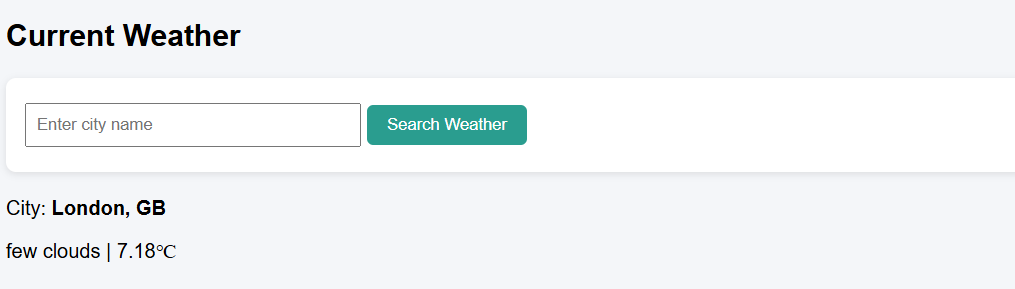 Current Weather
Enter city name
Search Weather
City: London, GB
few clouds | 7.18℃